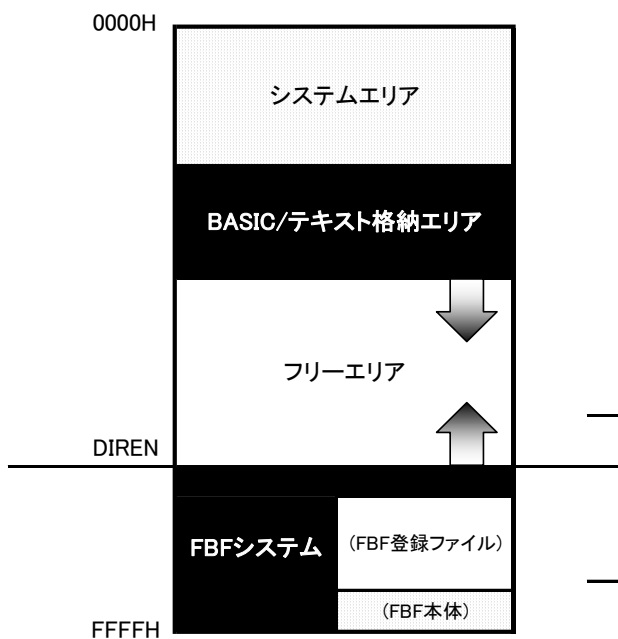 0000H
システムエリア
BASIC/テキスト格納エリア
フリーエリア
DIREN
FBFシステム
(FBF登録ファイル)
(FBF本体)
FFFFH